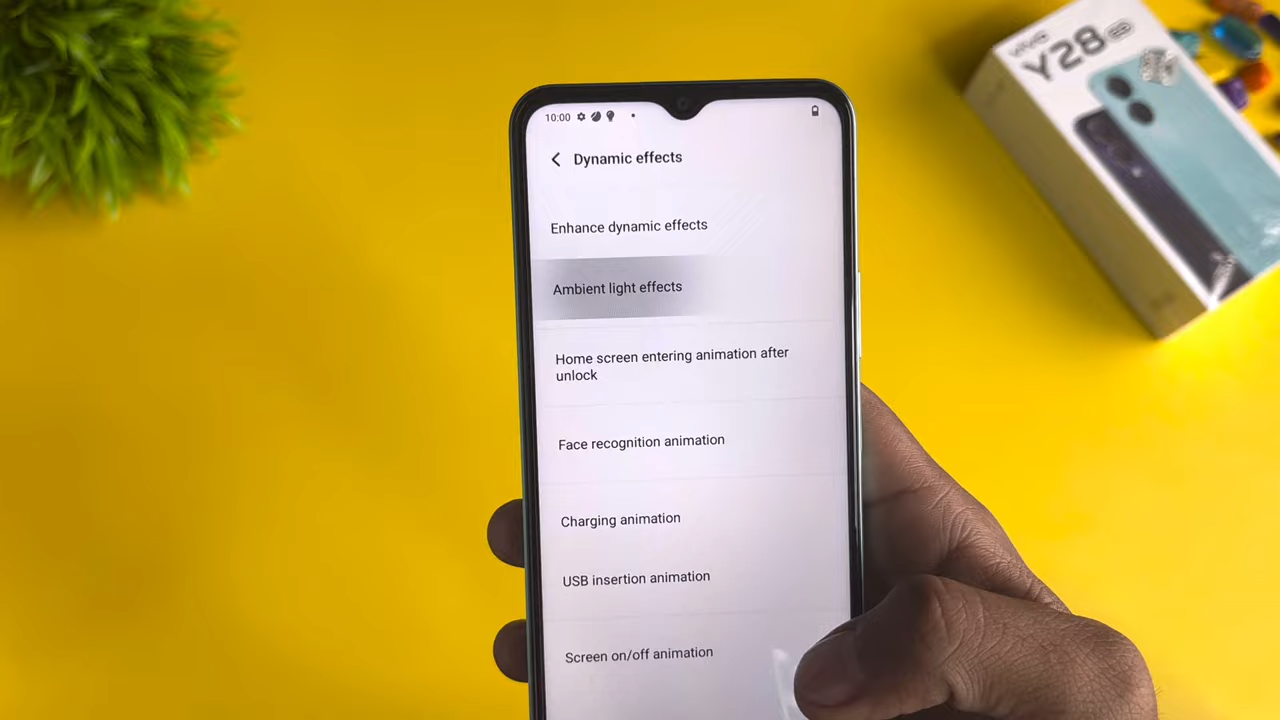 vivo
Y28
10:00
Dynamic effects
Enhance dynamic effects
Ambient light effects
Home screen entering animation after
unlock
Face recognition animation
Charging animation
USB insertion animation
Screen on/off animation